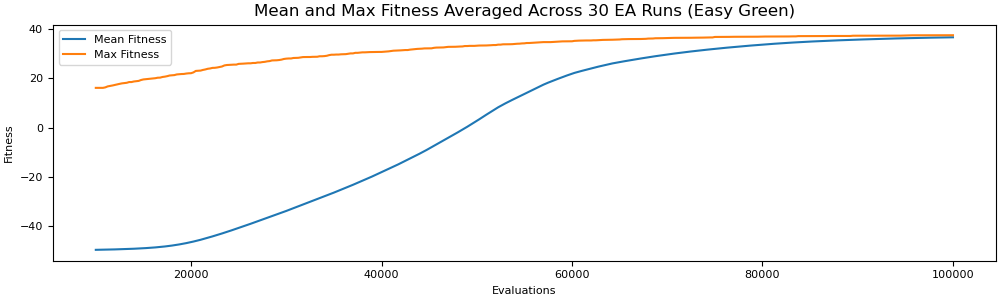 Mean and Max Fitness Averaged Across 30 EA Runs (Easy Green)
Mean Fitness
Max Fitness
40
20
0
−20
−40
Fitness
20000
40000
60000
80000
100000
Evaluations